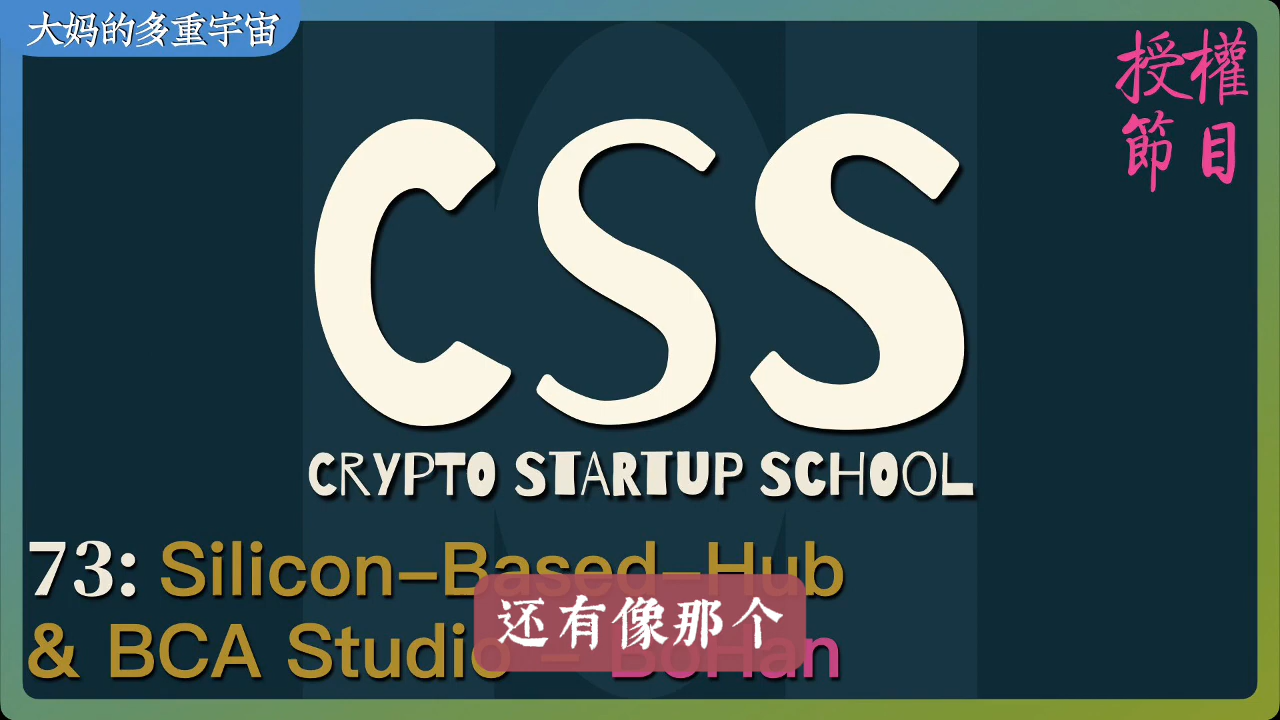 大妈的多重宇宙
授權
節目
CSS
CRYPTO STARTUP SCHOOL
73: Silicon-Based-Hub
& BCA Studio - BoHan
还有像那个